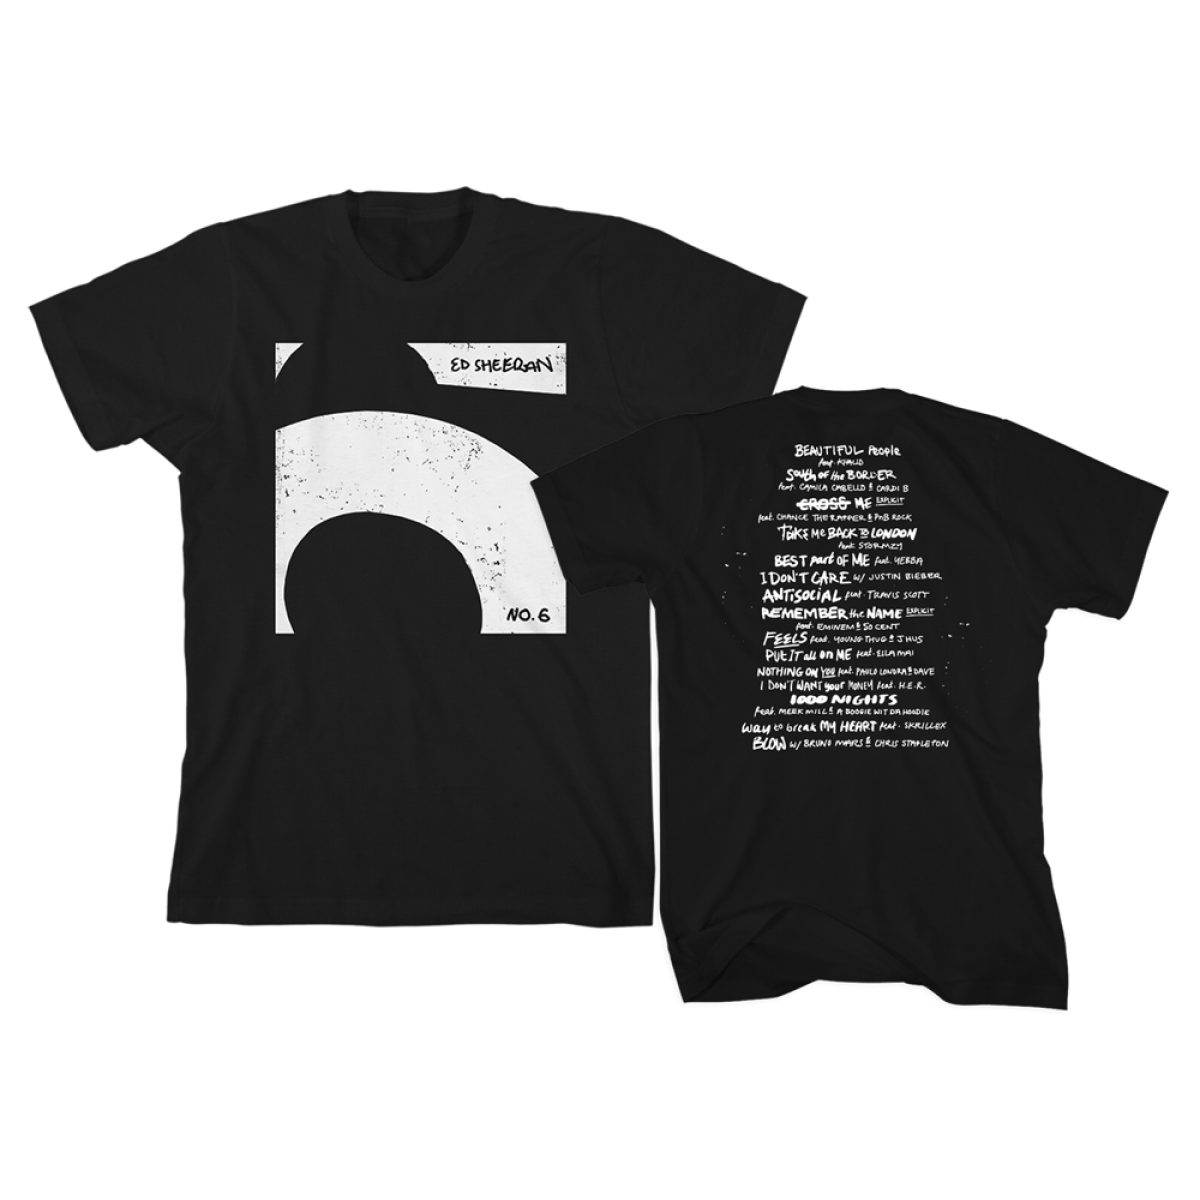 ED SHEERAN
NO. 6
BEAUTIFUL People
feat. KHALID
South of the BORDER
feat. CAMILA CABELLO & CARDI B
CROSS ME EXPLICIT
feat. CHANCE THE RAPPER & PNB ROCK
TAKE Me BACK TO LONDON
feat. STORMZY
BEST part OF ME feat. YEBBA
I DON'T CARE w/ JUSTIN BIEBER
ANTISOCIAL feat. TRAVIS SCOTT
REMEMBER the NAME EXPLICIT
feat. EMINEM & 50 CENT
FEELS feat. YOUNG THUG & J HUS
PUT IT all on ME feat. ELLA MAI
NOTHING ON YOU feat. PAULO LONDRA & DAVE
I DON'T WANT your MONEY feat. H.E.R.
1000 NIGHTS
feat. MEEK MILL & A BOOGIE WIT DA HOODIE
way to break MY HEART feat. SKRILLEX
BLOW w/ BRUNO MARS & CHRIS STAPLETON